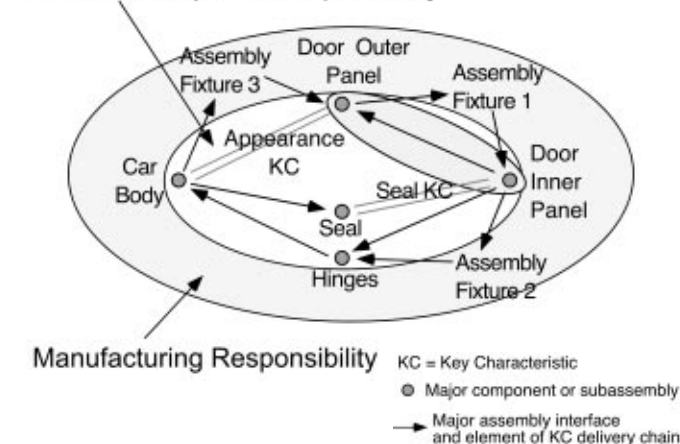 Assembly
Fixture 3
Door Outer
Panel
Assembly
Fixture 1
Appearance
KC
Car
Body
Door
Inner
Panel
Seal KC
Seal
Hinges
Assembly
Fixture 2
Manufacturing Responsibility
KC = Key Characteristic
Major component or subassembly
Major assembly interface
and element of KC delivery chain